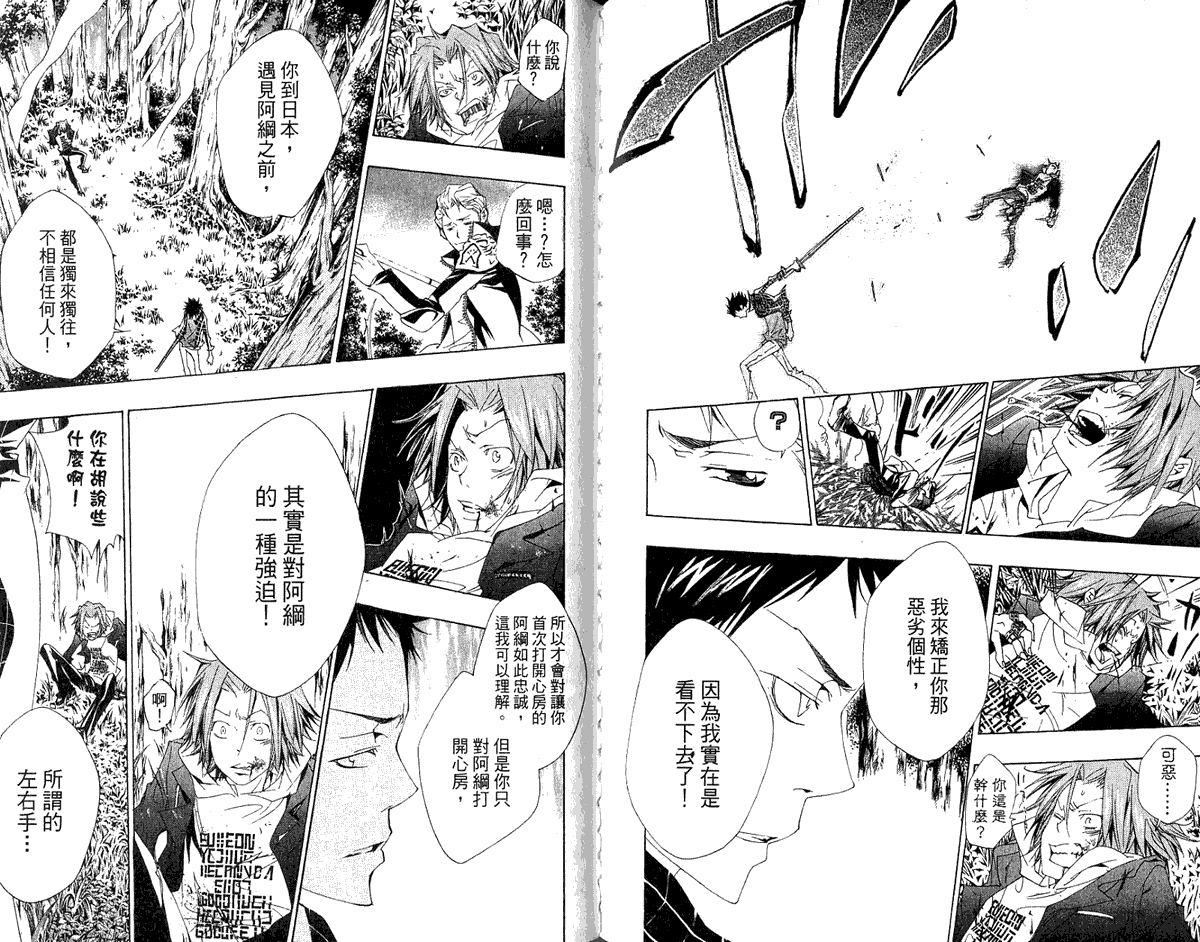 ガッ
？
ドッ
可惡……
你這是
幹什麼？
我來矯正你那
惡劣個性，
因為我實在是
看不下去了！
你說
什麼？
嗯…？怎
麼回事？
你到日本，
遇見阿綱之前，
都是獨來獨往，
不相信任何人！
所以才會對讓你
首次打開心房的
阿綱如此忠誠，
這我可以理解。
但是你只
對阿綱打
開心房，
其實是對阿綱
的一種強迫！
啊！
你在胡說些
什麼啊！
所謂的
左右手…